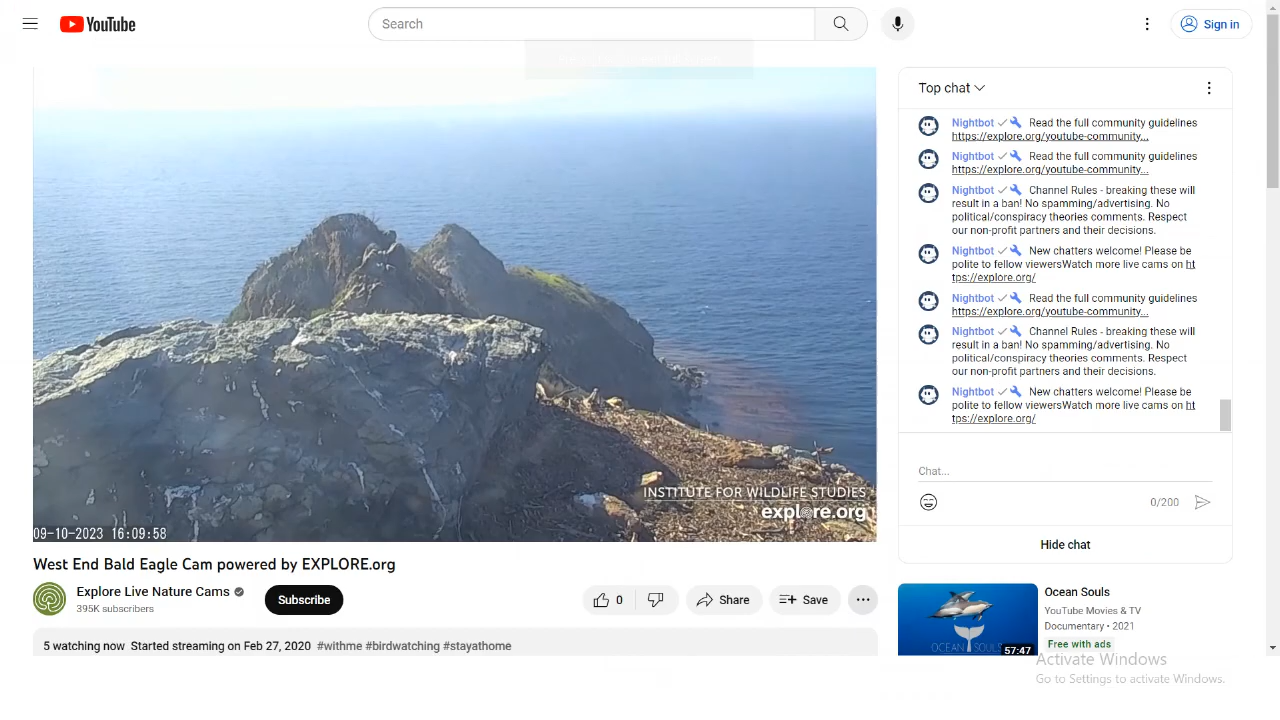 YouTube
Search
Sign in
Top chat
Nightbot Read the full community guidelines
https://explore.org/youtube-community...
Nightbot Read the full community guidelines
https://explore.org/youtube-community...
Nightbot Channel Rules - breaking these will
result in a ban! No spamming/advertising. No
political/conspiracy theories comments. Respect
our non-profit partners and their decisions.
Nightbot New chatters welcome! Please be
polite to fellow viewersWatch more live cams on ht
tps://explore.org/
Nightbot Read the full community guidelines
https://explore.org/youtube-community...
Nightbot Channel Rules - breaking these will
result in a ban! No spamming/advertising. No
political/conspiracy theories comments. Respect
our non-profit partners and their decisions.
Nightbot New chatters welcome! Please be
polite to fellow viewersWatch more live cams on ht
tps://explore.org/
Chat...
0/200
Hide chat
INSTITUTE FOR WILDLIFE STUDIES
explore.org
09-10-2023 16:09:58
West End Bald Eagle Cam powered by EXPLORE.org
Explore Live Nature Cams
395K subscribers
Subscribe
0
Share
Save
5 watching now Started streaming on Feb 27, 2020 #withme #birdwatching #stayathome
OCEAN SOULS
57:47
Ocean Souls
YouTube Movies & TV
Documentary • 2021
Free with ads
Activate Windows
Go to Settings to activate Windows.